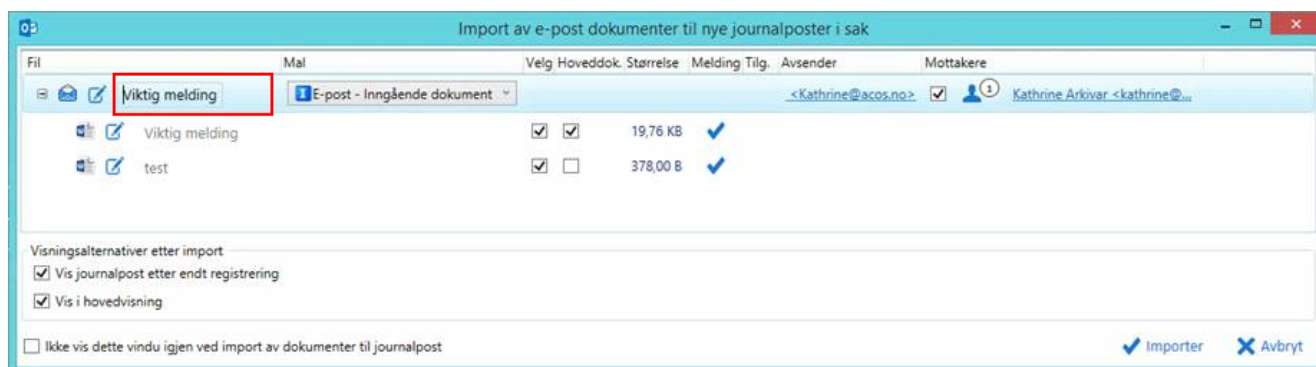 Import av e-post dokumenter til nye journalposter i sak
Fil Mal Velg Hoveddok. Størrelse Melding Tilg. Avsender Mottakere
Viktig melding I E-post - Inngående dokument <Kathrine@acos.no> 1 Kathrine Arkivar <kathrine@...
Viktig melding 19,76 KB
test 378,00 B
Visningsalternativer etter import
Vis journalpost etter endt registrering
Vis i hovedvisning
Ikke vis dette vindu igjen ved import av dokumenter til journalpost Importer Avbryt